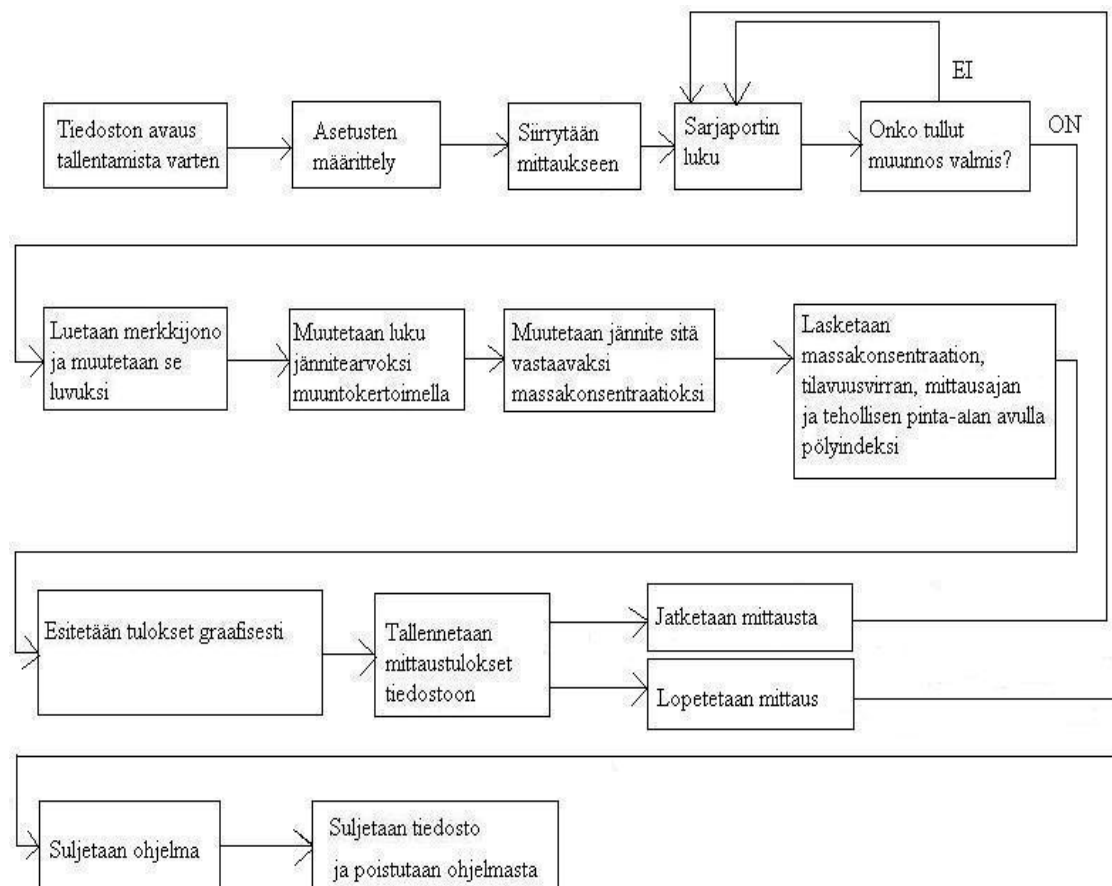 Tiedoston avaus
tallentamista varten
Asetusten
määrittely
Siirrytään
mittaukseen
Sarjaportin
luku
Onko tullut
muunnos valmis?
EI
ON
Luetaan merkkijono
ja muutetaan se
luvuksi
Muutetaan luku
jännitearvoksi
muuntokertoimella
Muutetaan jännite sitä
vastaavaksi
massakonsentraatioksi
Lasketaan
massakonsentraation,
tilavuusvirran, mittausajan
ja tehollisen pinta-alan avulla
pölyindeksi
Esitetään tulokset graafisesti
Tallennetaan
mittaustulokset
tiedostoon
Jatketaan mittausta
Lopetetaan mittaus
Suljetaan ohjelma
Suljetaan tiedosto
ja poistutaan ohjelmasta